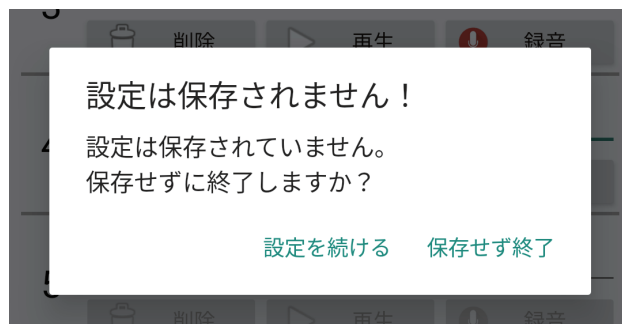 3
削除 再生 録音
設定は保存されません！
設定は保存されていません。
保存せずに終了しますか？
設定を続ける 保存せず終了
5
削除 再生 録音